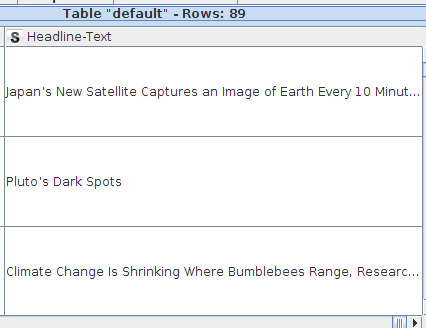 Table "default" - Rows: 89
S Headline-Text
Japan's New Satellite Captures an Image of Earth Every 10 Minut...
Pluto's Dark Spots
Climate Change Is Shrinking Where Bumblebees Range, Researc...